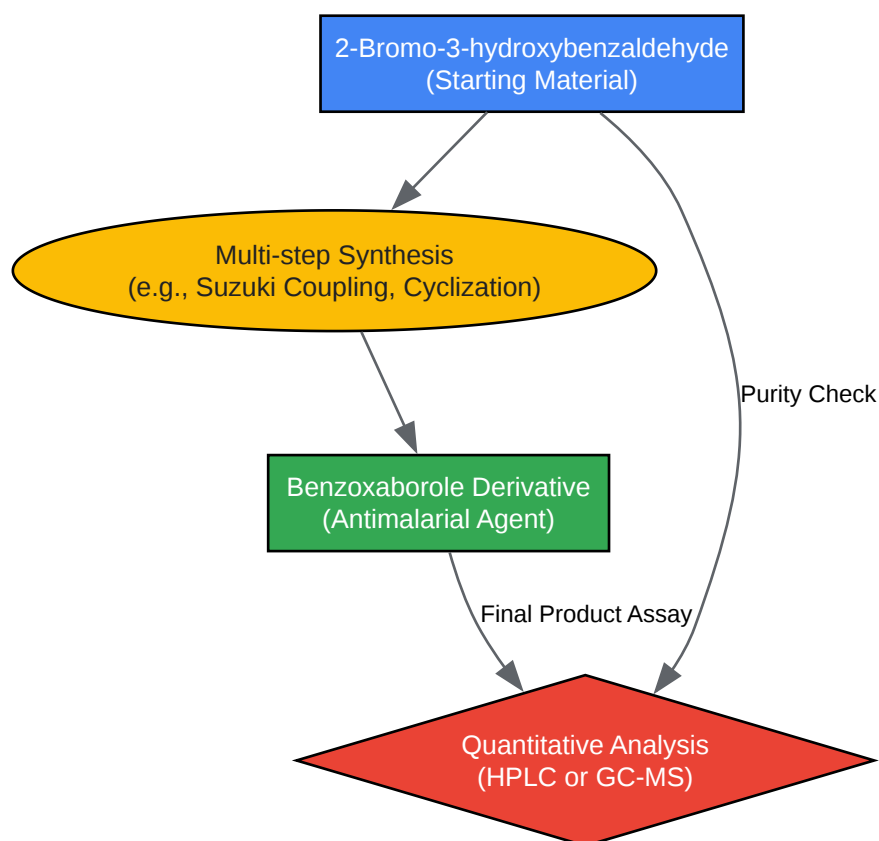 2-Bromo-3-hydroxybenzaldehyde
(Starting Material)
Multi-step Synthesis
(e.g., Suzuki Coupling, Cyclization)
Purity Check
Benzoxaborole Derivative
(Antimalarial Agent)
Final Product Assay
Quantitative Analysis
(HPLC or GC-MS)